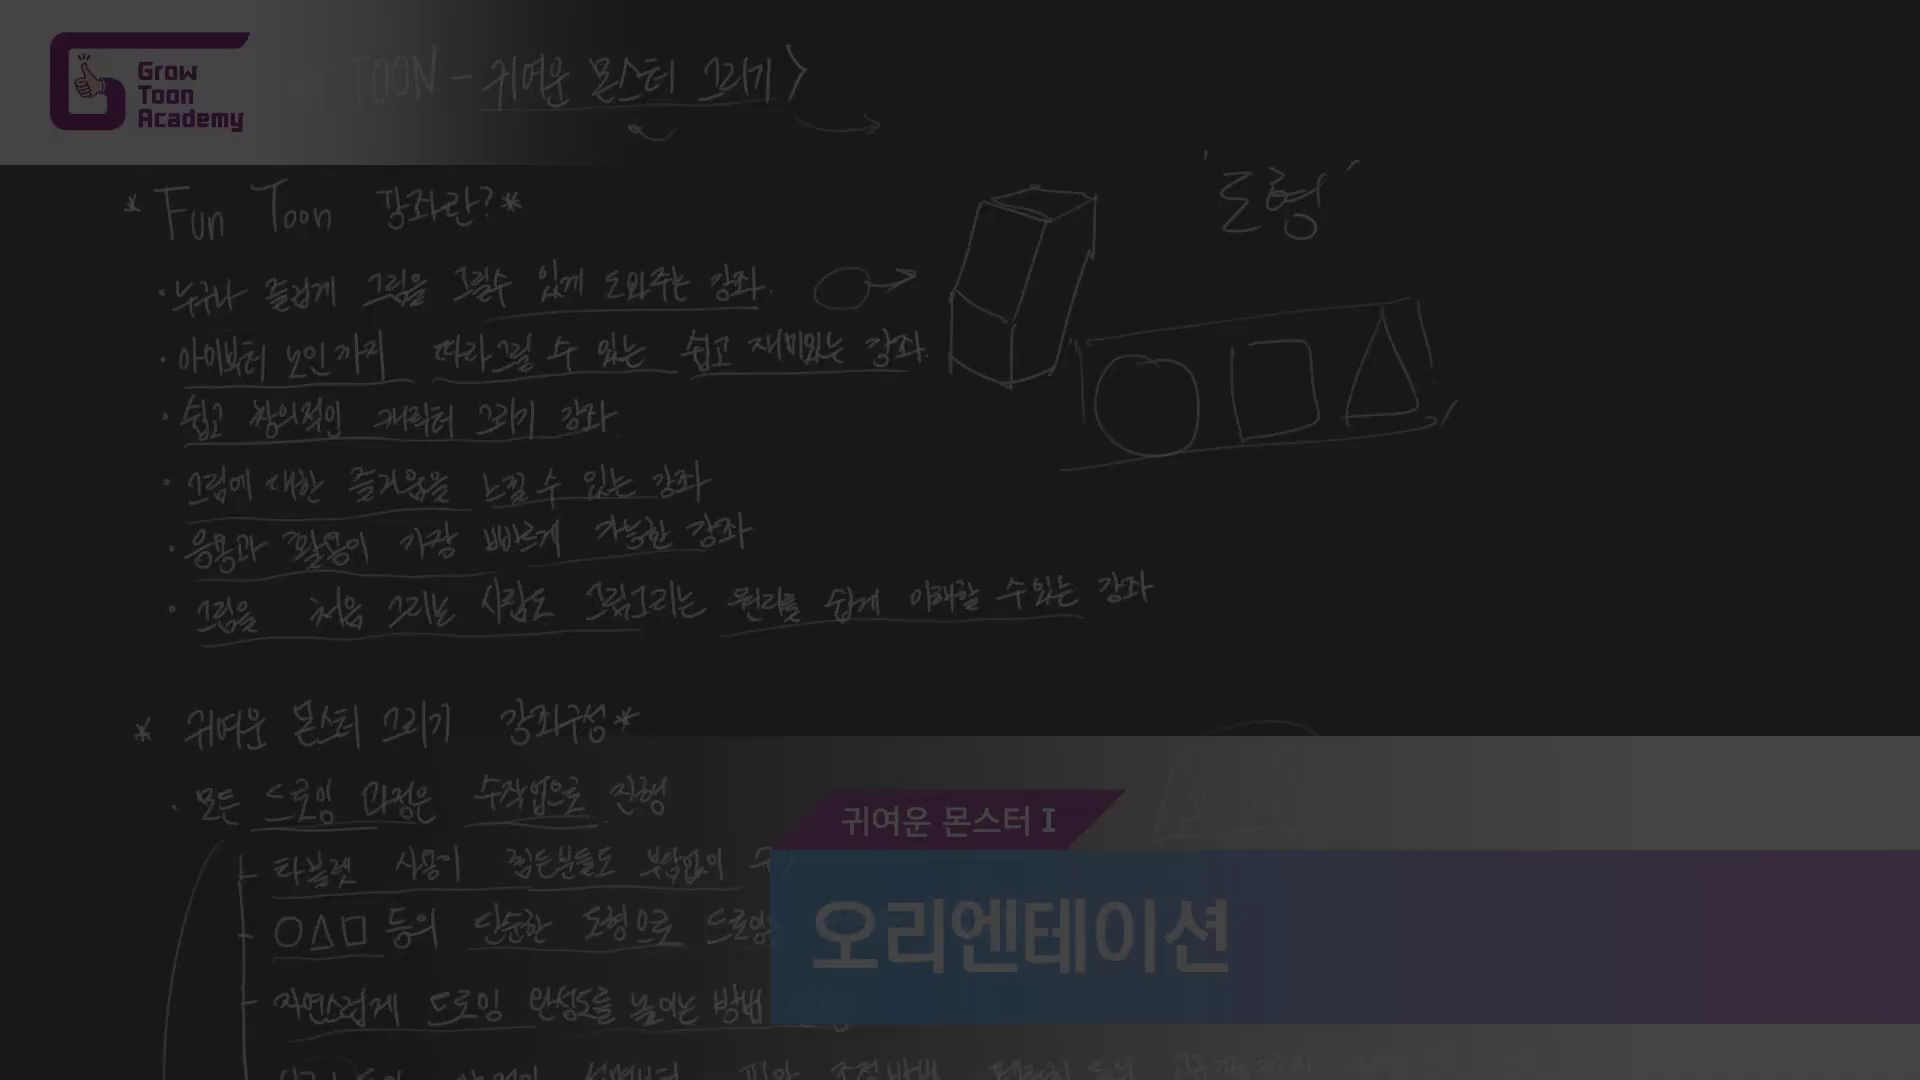 Grow
Toon
Academy
TOON - 귀여운 몬스터 그리기>
* Fun Toon 강좌란? *
'도형'
· 누구나 즐겁게 그림을 그릴수 있게 도와주는 강좌.
· 아이부터 노인까지 따라그릴 수 있는 쉽고 재미있는 강좌.
· 쉽고 창의적인 캐릭터 그리기 강좌
· 그림에 대한 즐거움을 느낄 수 있는 강좌
· 응용과 활용이 가장 빠르게 가능한 강좌
· 그림을 처음 그리는 사람도 그림그리는 원리를 쉽게 이해할 수 있는 강좌
* 귀여운 몬스터 그리기 강좌구성 *
· 모든 드로잉 과정은 수작업으로 진행
타블렛 사용이 힘든분들도 부담없이
○△□ 등의 단순한 도형으로 드로잉
자연스럽게 드로잉 완성도를 높이는 방법
귀여운 몬스터 I
오리엔테이션